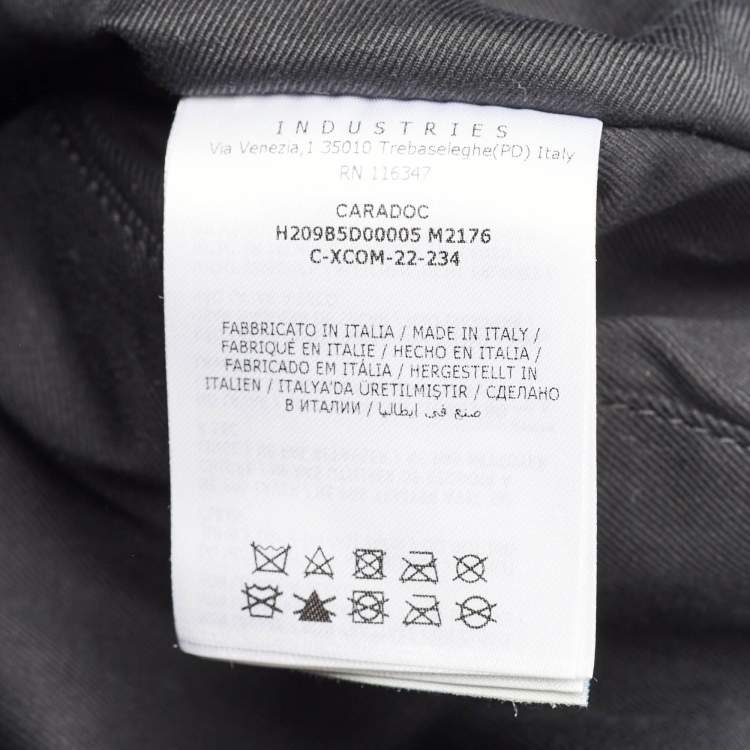 INDUSTRIES
Via Venezia,1 35010 Trebaseleghe(PD) Italy
RN 116347
CARADOC
H209B5D00005 M2176
C-XCOM-22-234
FABBRICATO IN ITALIA / MADE IN ITALY /
FABRIQUÉ EN ITALIE / HECHO EN ITALIA /
FABRICADO EM ITÁLIA / HERGESTELLT IN
ITALIEN / ITALYA'DA ÜRETILMIŞTIR / СДЕЛАНО
В ИТАЛИИ / صنع في ايطاليا